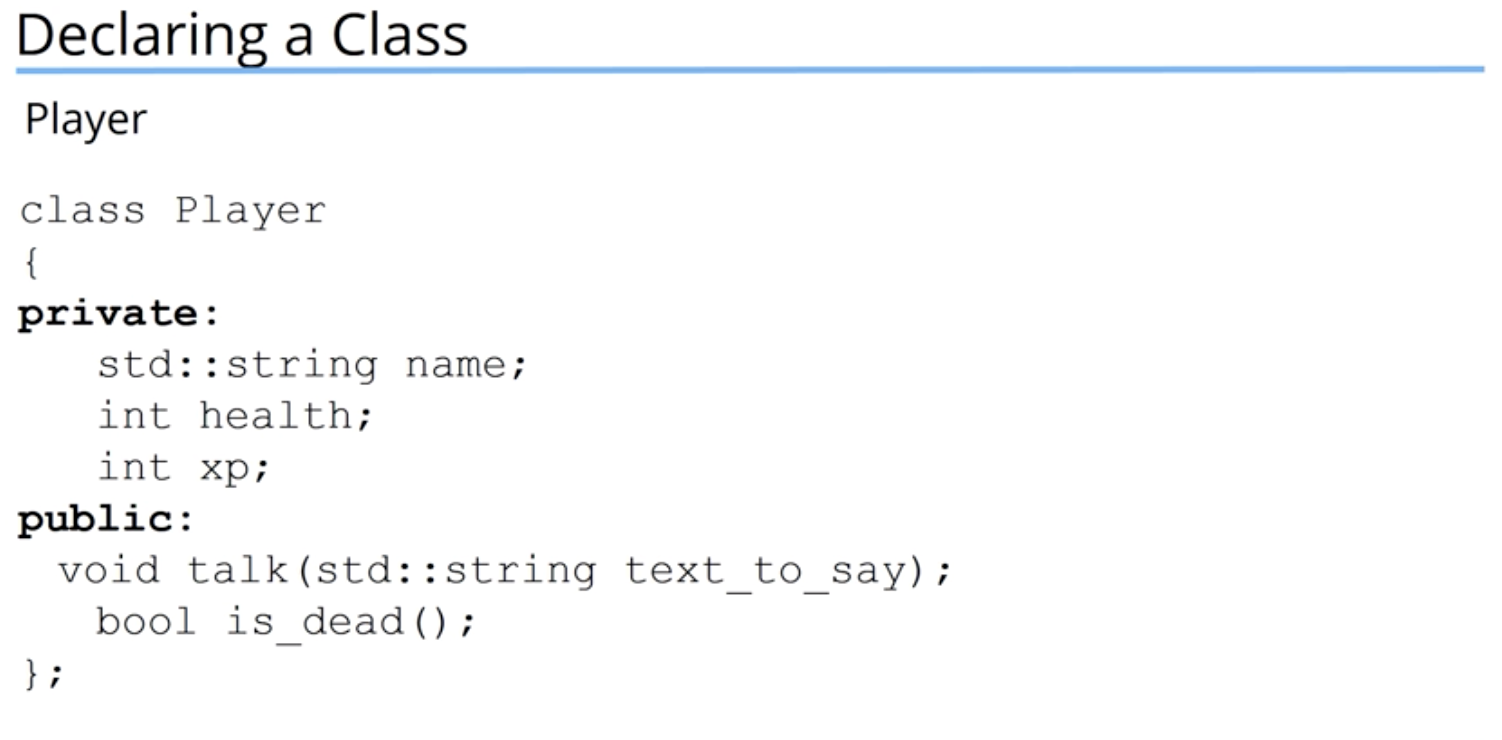 Declaring a Class
Player
class Player
{
private:
    std::string name;
    int health;
    int xp;
public:
  void talk(std::string text_to_say);
    bool is_dead();
};